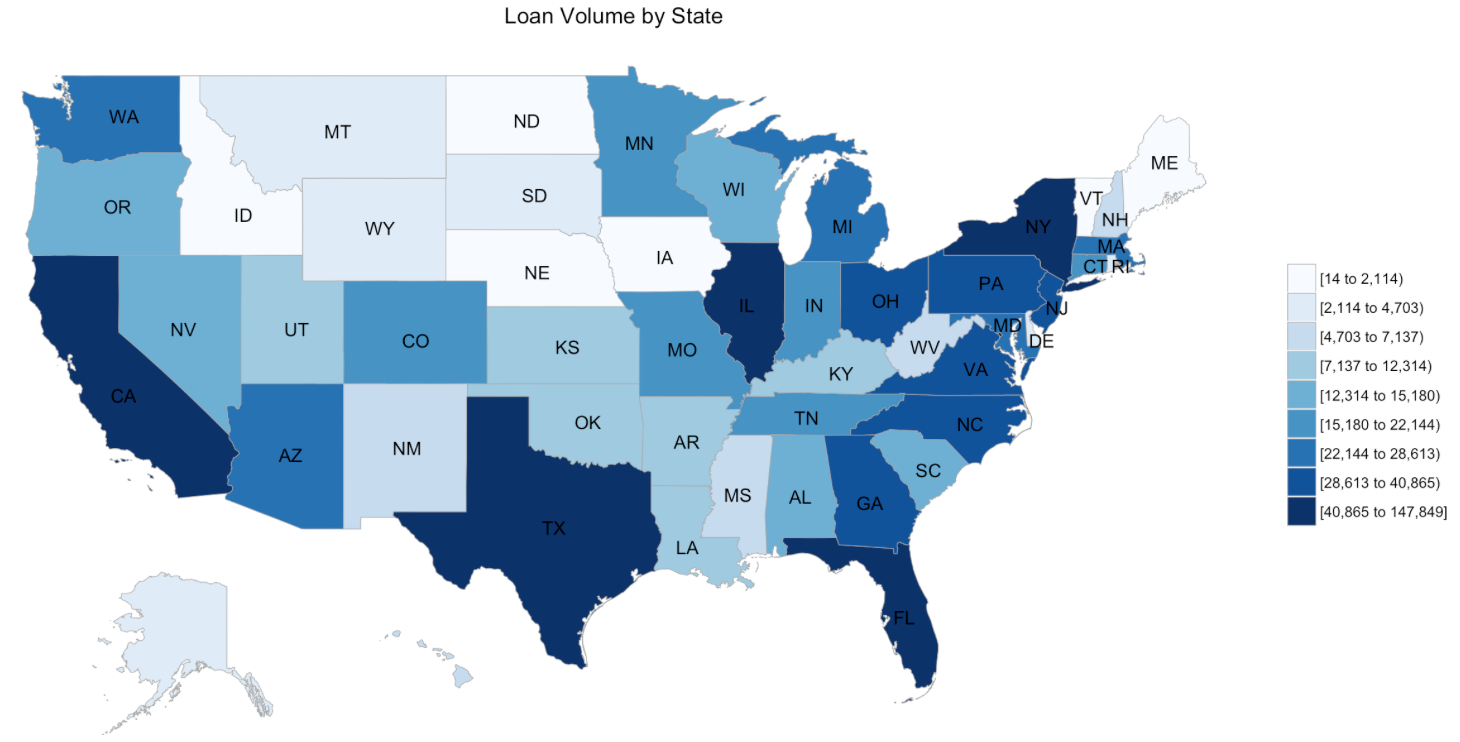 Loan Volume by State
WA
MT
ND
MN
ME
OR
ID
WY
SD
WI
MI
NY
VT
NH
MA
CT
RI
NE
IA
PA
NJ
NV
UT
CO
KS
MO
IL
IN
OH
MD
DE
WV
VA
KY
CA
AZ
NM
OK
AR
TN
NC
SC
MS
AL
GA
TX
LA
FL
[14 to 2,114)
[2,114 to 4,703)
[4,703 to 7,137)
[7,137 to 12,314)
[12,314 to 15,180)
[15,180 to 22,144)
[22,144 to 28,613)
[28,613 to 40,865)
[40,865 to 147,849]